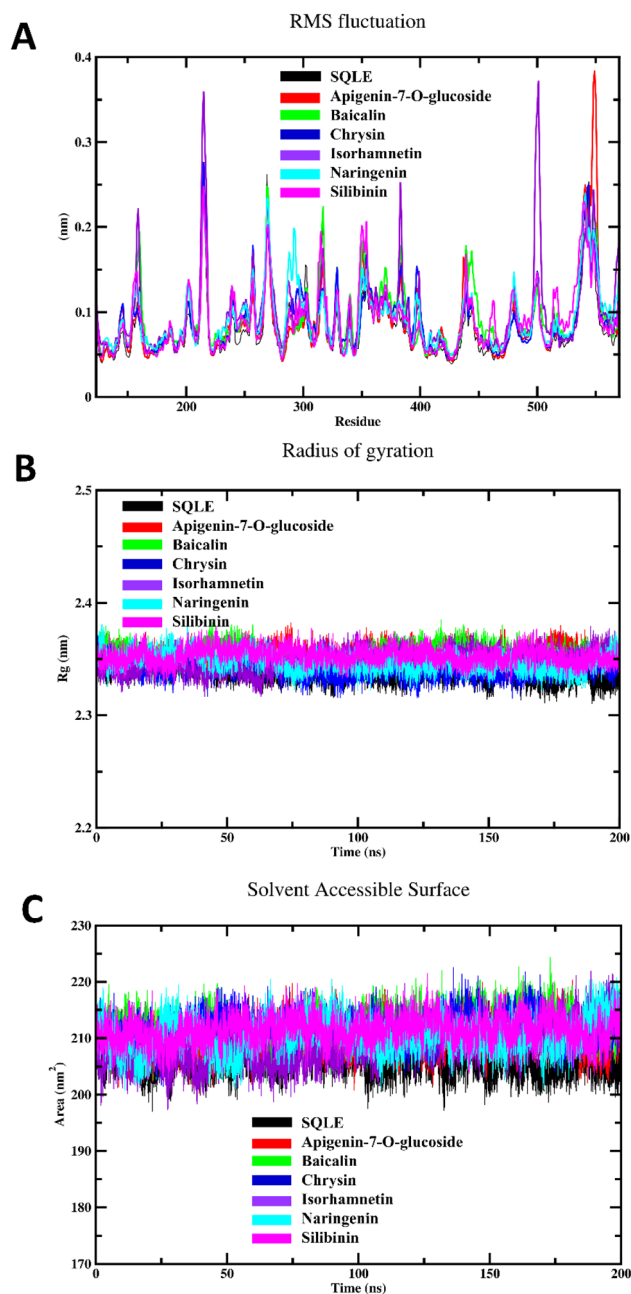 A
RMS fluctuation
0.4
SQLE
Apigenin-7-O-glucoside
Baicalin
0.3
Chrysin
Isorhamnetin
Naringenin
Silibinin
(nm)
0.2
0.1
0
200
300
400
500
Residue
B
Radius of gyration
2.5
SQLE
Apigenin-7-O-glucoside
Baicalin
Chrysin
2.4
Isorhamnetin
Naringenin
Silibinin
Rg (nm)
2.3
2.2
0
50
100
150
200
Time (ns)
C
Solvent Accessible Surface
230
220
210
Area (nm²)
200
SQLE
190
Apigenin-7-O-glucoside
Baicalin
Chrysin
180
Isorhamnetin
Naringenin
Silibinin
170
0
50
100
150
200
Time (ns)